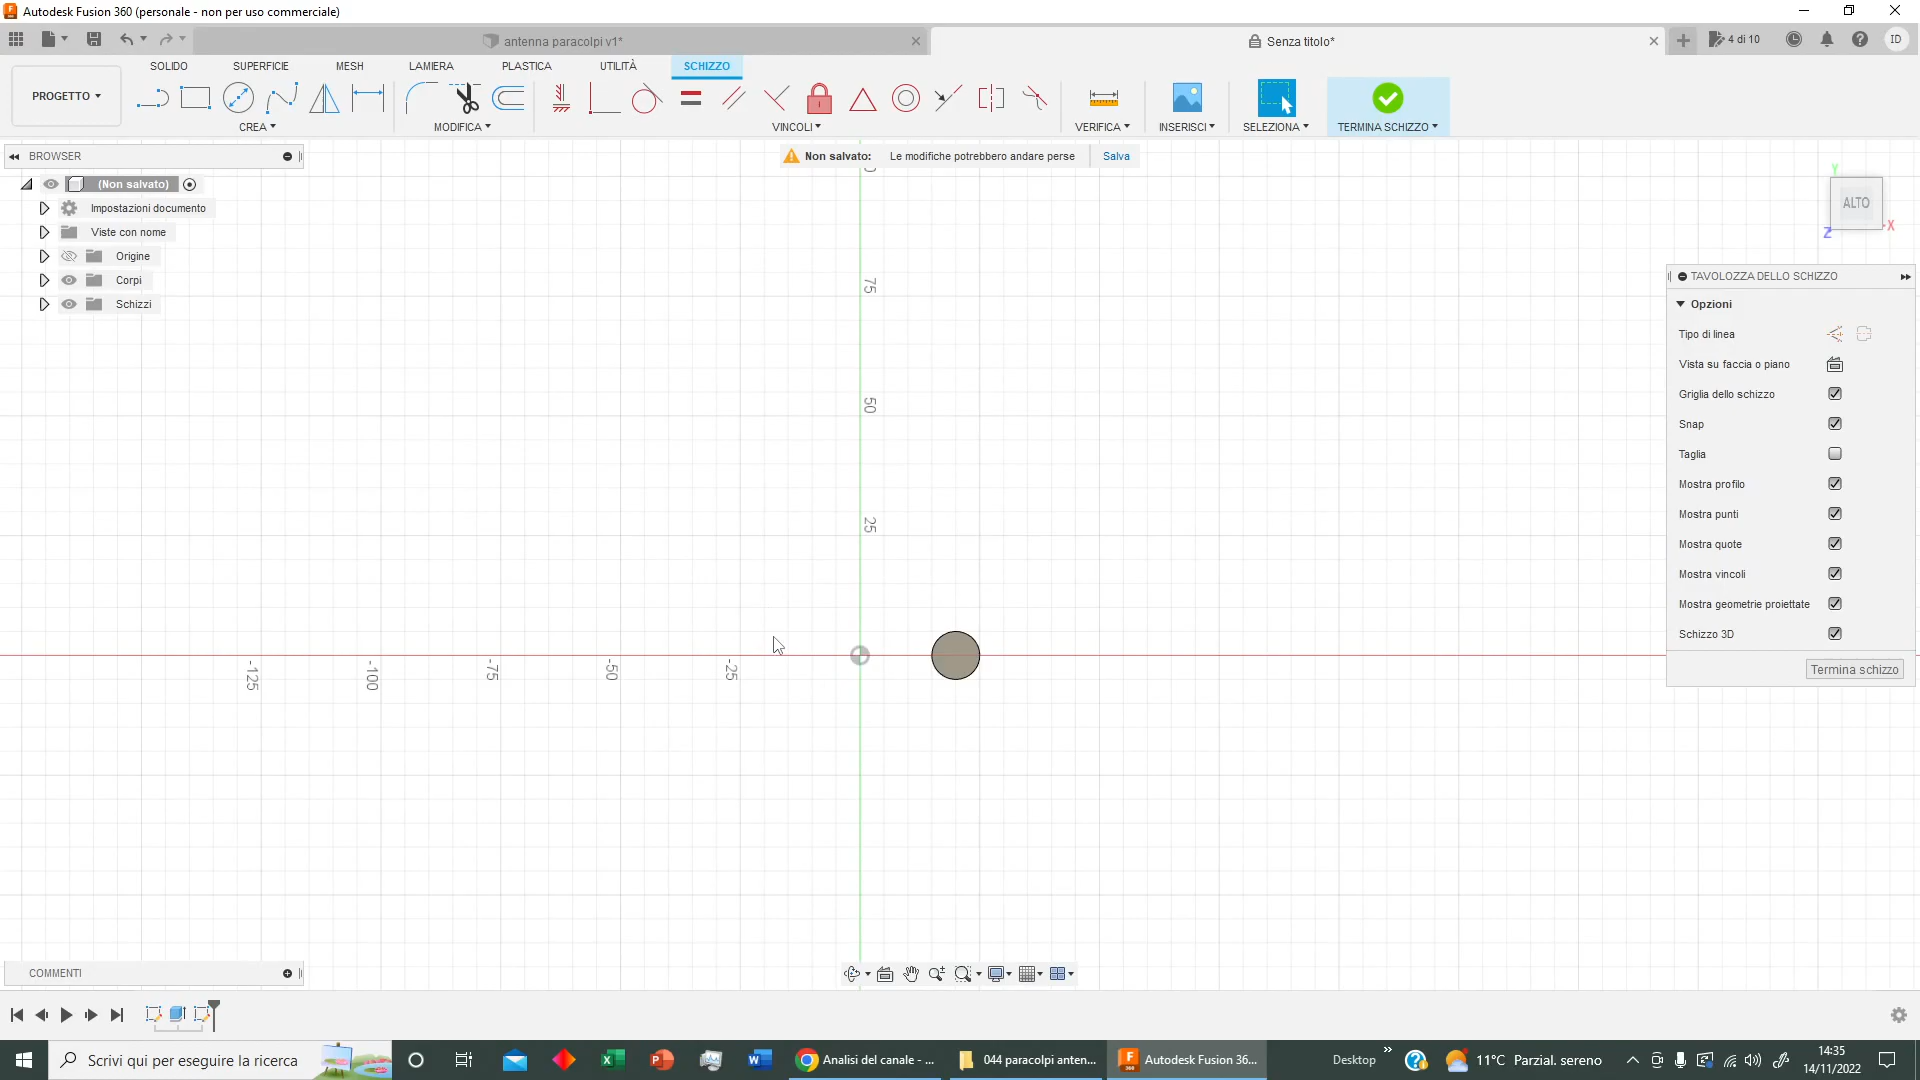 Autodesk Fusion 360 (personale - non per uso commerciale)
antenna paracolpi v1*
Senza titolo*
4 di 10
ID
PROGETTO
SOLIDO
SUPERFICIE
MESH
LAMIERA
PLASTICA
UTILITÀ
SCHIZZO
CREA
MODIFICA
VINCOLI
VERIFICA
INSERISCI
SELEZIONA
TERMINA SCHIZZO
BROWSER
Non salvato:
Le modifiche potrebbero andare perse
Salva
(Non salvato)
Impostazioni documento
Viste con nome
Origine
Corpi
Schizzi
Y
ALTO
X
Z
75
50
25
-125
-100
-75
-50
-25
TAVOLOZZA DELLO SCHIZZO
Opzioni
Tipo di linea
Vista su faccia o piano
Griglia dello schizzo
Snap
Taglia
Mostra profilo
Mostra punti
Mostra quote
Mostra vincoli
Mostra geometrie proiettate
Schizzo 3D
Termina schizzo
COMMENTI
Scrivi qui per eseguire la ricerca
Analisi del canale - ...
044 paracolpi anten...
Autodesk Fusion 36...
Desktop
11°C Parzial. sereno
14:35
14/11/2022